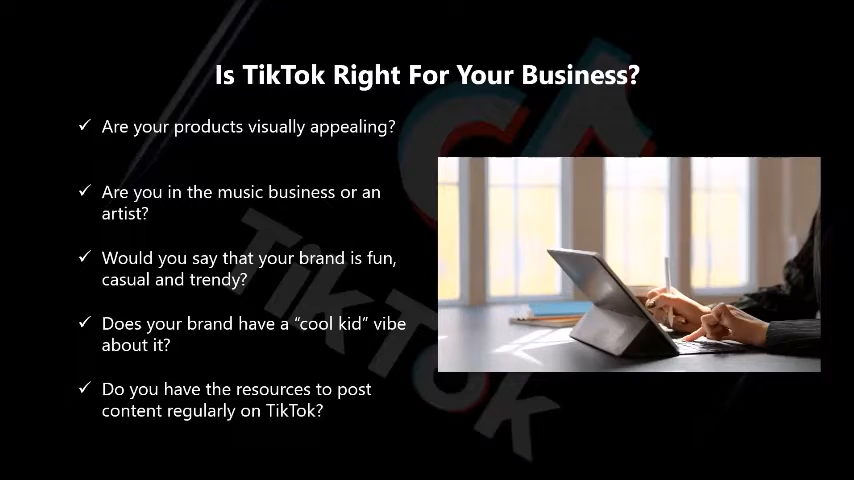 Is TikTok Right For Your Business?
✓ Are your products visually appealing?
✓ Are you in the music business or an
artist?
✓ Would you say that your brand is fun,
casual and trendy?
✓ Does your brand have a “cool kid” vibe
about it?
✓ Do you have the resources to post
content regularly on TikTok?
TikTok